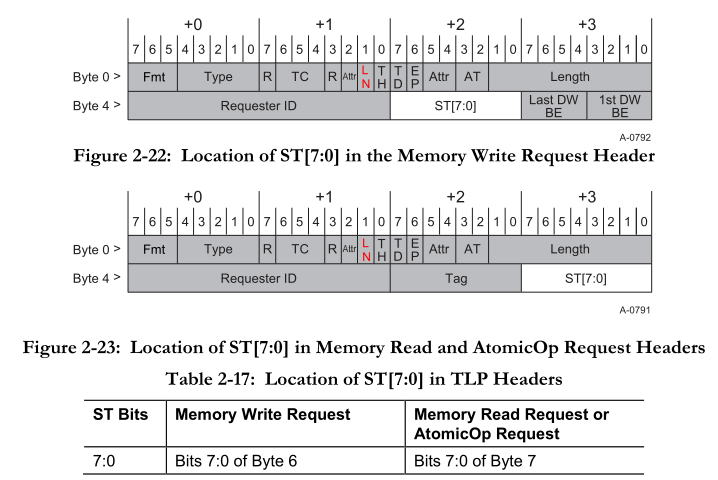 +0 +1 +2 +3
7 6 5 4 3 2 1 0 7 6 5 4 3 2 1 0 7 6 5 4 3 2 1 0 7 6 5 4 3 2 1 0
Byte 0 > Fmt Type R TC R Attr LN TH TD EP Attr AT Length
Byte 4 > Requester ID ST[7:0] Last DW BE 1st DW BE
A-0792
Figure 2-22: Location of ST[7:0] in the Memory Write Request Header
+0 +1 +2 +3
7 6 5 4 3 2 1 0 7 6 5 4 3 2 1 0 7 6 5 4 3 2 1 0 7 6 5 4 3 2 1 0
Byte 0 > Fmt Type R TC R Attr LN TH TD EP Attr AT Length
Byte 4 > Requester ID Tag ST[7:0]
A-0791
Figure 2-23: Location of ST[7:0] in Memory Read and AtomicOp Request Headers
Table 2-17: Location of ST[7:0] in TLP Headers
ST Bits Memory Write Request Memory Read Request or
AtomicOp Request
7:0 Bits 7:0 of Byte 6 Bits 7:0 of Byte 7